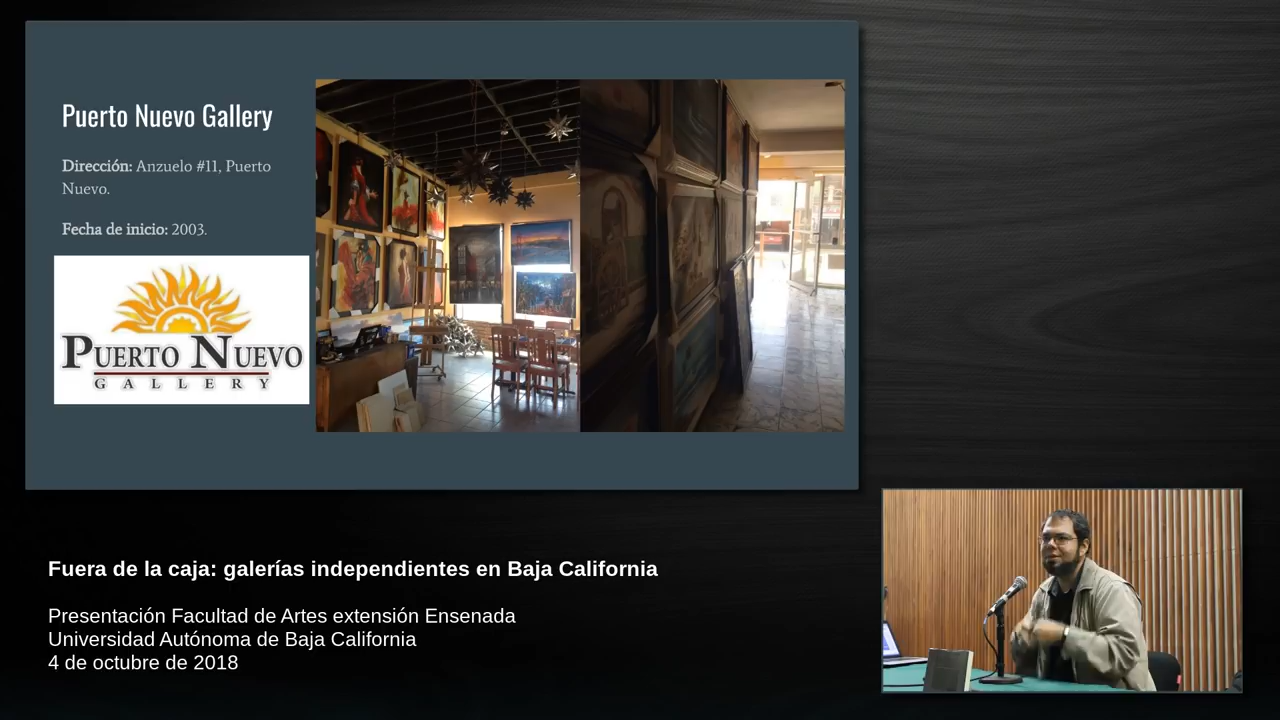 Puerto Nuevo Gallery
Dirección: Anzuelo #11, Puerto
Nuevo.
Fecha de inicio: 2003.
PUERTO NUEVO
GALLERY
Fuera de la caja: galerías independientes en Baja California
Presentación Facultad de Artes extensión Ensenada
Universidad Autónoma de Baja California
4 de octubre de 2018